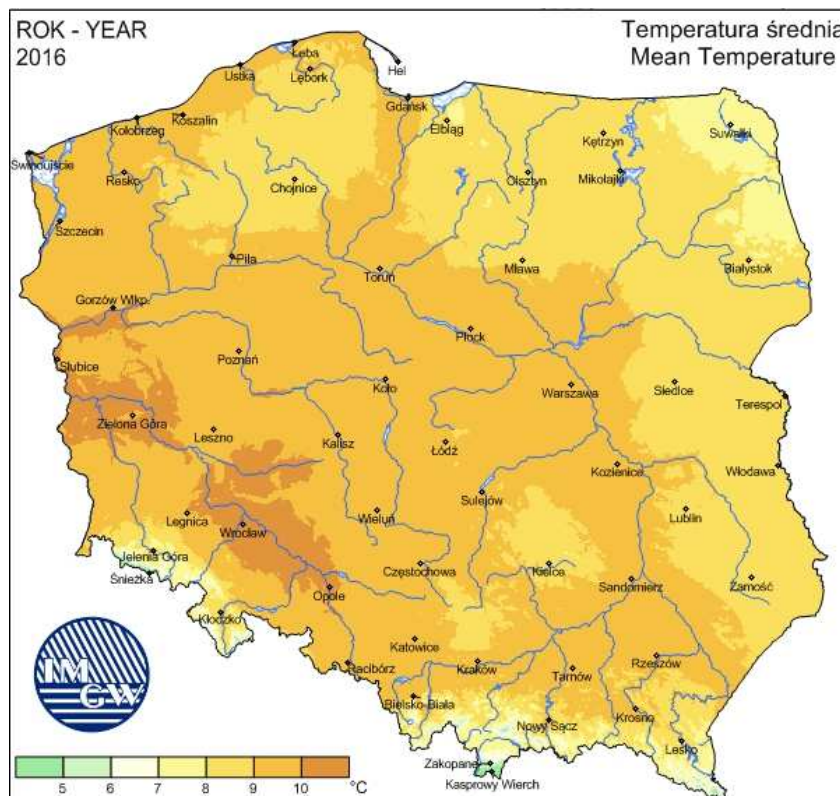 ROK - YEAR
2016
Temperatura średnia
Mean Temperature
Łeba
Ustka
Lębork
Hel
Gdańsk
Kołobrzeg
Koszalin
Elbląg
Suwałki
Kętrzyn
Świnoujście
Resko
Chojnice
Olsztyn
Mikołajki
Szczecin
Piła
Toruń
Mława
Białystok
Gorzów Wlkp.
Płock
Słubice
Poznań
Koło
Warszawa
Siedlce
Terespol
Zielona Góra
Leszno
Kalisz
Łódź
Kozienice
Włodawa
Sulejów
Legnica
Wrocław
Wieluń
Lublin
Jelenia Góra
Śnieżka
Częstochowa
Kielce
Sandomierz
Zamość
Opole
Kłodzko
Katowice
Racibórz
Kraków
Tarnów
Rzeszów
Bielsko-Biała
Nowy Sącz
Krosno
Lesko
Zakopane
Kasprowy Wierch
IM
GW
5 6 7 8 9 10 °C